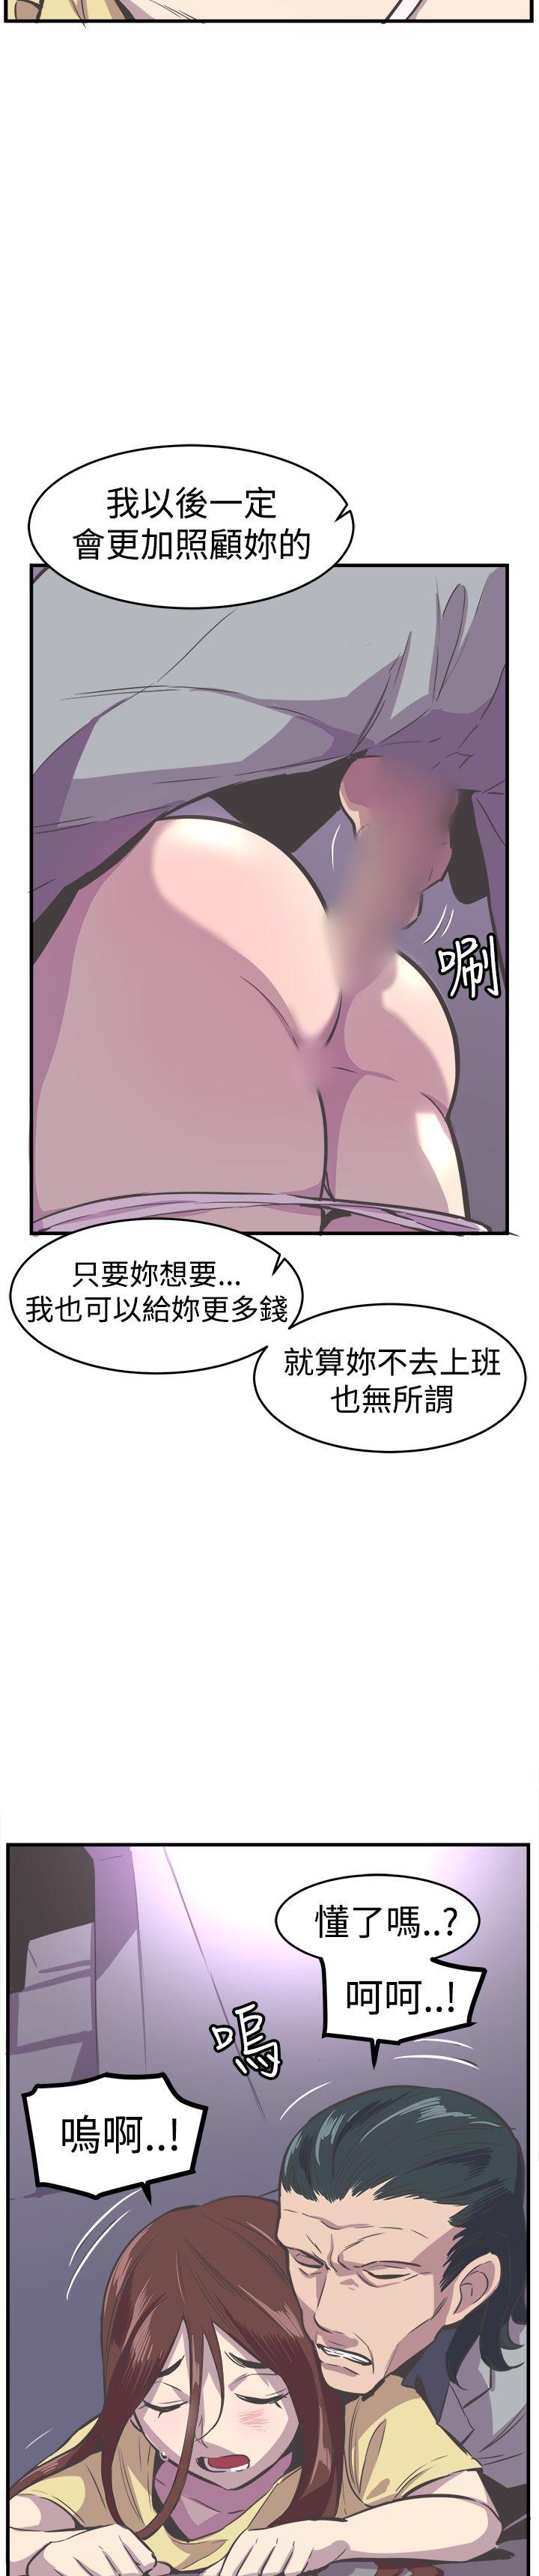 我以後一定
會更加照顧妳的
唰
只要妳想要...
我也可以給妳更多錢
就算妳不去上班
也無所謂
懂了嗎..?
呵呵..!
嗚
嗚啊..!